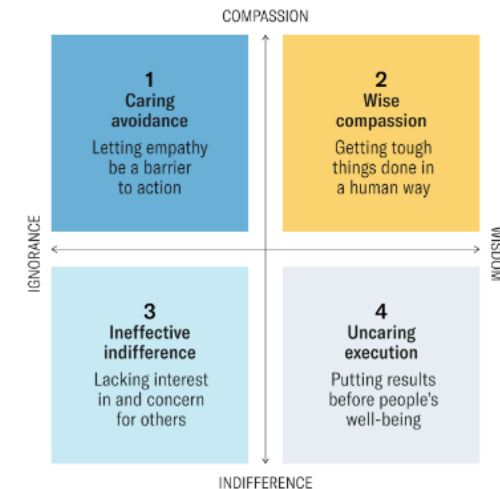 COMPASSION
1
Caring
avoidance
Letting empathy
be a barrier
to action
2
Wise
compassion
Getting tough
things done in
a human way
IGNORANCE
WISDOM
3
Ineffective
indifference
Lacking interest
in and concern
for others
4
Uncaring
execution
Putting results
before people's
well-being
INDIFFERENCE